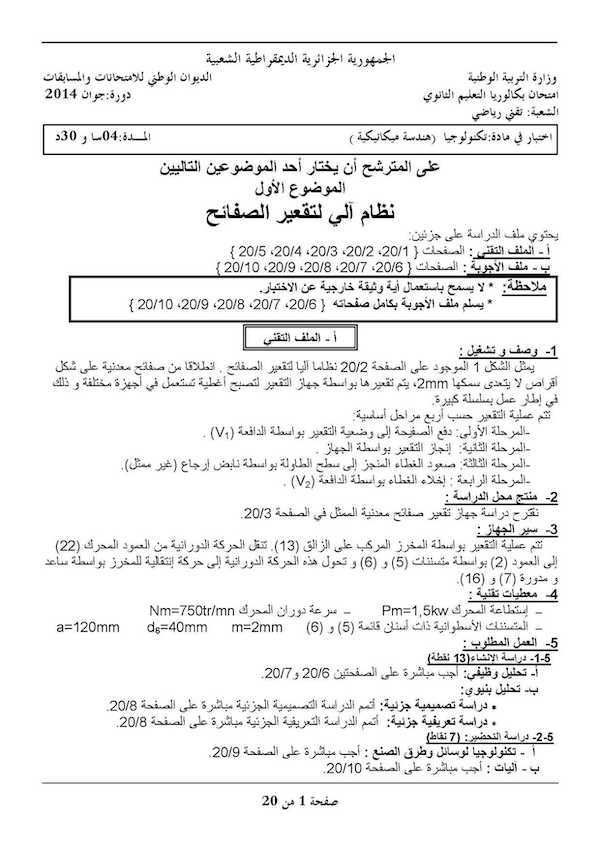 الجمهورية الجزائرية الديمقراطية الشعبية
وزارة التربية الوطنية الديوان الوطني للامتحانات والمسابقات
امتحان بكالوريا التعليم الثانوي دورة:جوان 2014
الشعبة: تقني رياضي
اختبار في مادة:تكنولوجيا (هندسة ميكانيكية ) المــدة:04سا و 30د
على المترشح أن يختار أحد الموضوعين التاليين
الموضوع الأول
نظام آلي لتقعير الصفائح
يحتوي ملف الدراسة على جزئين:
أ - الملف التقني : الصفحات { 20/1، 20/2، 20/3، 20/4، 20/5 }
ب - ملف الأجوبة : الصفحات { 20/6، 20/7، 20/8، 20/9، 20/10 }
ملاحظة: * لا يسمح باستعمال أية وثيقة خارجية عن الاختبار.
* يسلم ملف الأجوبة بكامل صفحاته { 20/6، 20/7، 20/8، 20/9، 20/10 }
أ - الملف التقني
1- وصف و تشغيل :
يمثل الشكل 1 الموجود على الصفحة 20/2 نظاما آليا لتقعير الصفائح . انطلاقا من صفائح معدنية على شكل
أقراص لا يتعدى سمكها 2mm، يتم تقعيرها بواسطة جهاز التقعير لتصبح أغطية تستعمل في أجهزة مختلفة و ذلك
في إطار عمل بسلسلة كبيرة.
تتم عملية التقعير حسب أربع مراحل أساسية:
-المرحلة الأولى: دفع الصفيحة إلى وضعية التقعير بواسطة الدافعة (V1) .
-المرحلة الثانية: إنجاز التقعير بواسطة الجهاز .
-المرحلة الثالثة: صعود الغطاء المنجز إلى سطح الطاولة بواسطة نابض إرجاع (غير ممثل).
-المرحلة الرابعة : إخلاء الغطاء بواسطة الدافعة (V2) .
2- منتج محل الدراسة :
نقترح دراسة جهاز تقعير صفائح معدنية الممثل في الصفحة 20/3.
3- سير الجهاز :
تتم عملية التقعير بواسطة المخرز المركب على الزالق (13). تنقل الحركة الدورانية من العمود المحرك (22)
إلى العمود (2) بواسطة متسننات (5) و (6) و تحول هذه الحركة الدورانية إلى حركة إنتقالية للمخرز بواسطة ساعد
و مدورة (7) و (16).
4- معطيات تقنية :
– إستطاعة المحرك Pm=1,5kw – سرعة دوران المحرك Nm=750tr/mn
– المتسننات الأسطوانية ذات أسنان قائمة (5) و (6) m=2mm d6=40mm a=120mm
5- العمل المطلوب :
5-1- دراسة الانشاء(13 نقطة)
أ- تحليل وظيفي: أجب مباشرة على الصفحتين 20/6 و20/7.
ب- تحليل بنيوي:
* دراسة تصميمية جزئية: أتمم الدراسة التصميمية الجزئية مباشرة على الصفحة 20/8.
* دراسة تعريفية جزئية: أتمم الدراسة التعريفية الجزئية مباشرة على الصفحة 20/8.
5-2- دراسة التحضير: (7 نقاط)
أ - تكنولوجيا لوسائل وطرق الصنع : أجب مباشرة على الصفحة 20/9.
ب - آليات : أجب مباشرة على الصفحة 20/10.
صفحة 1 من 20